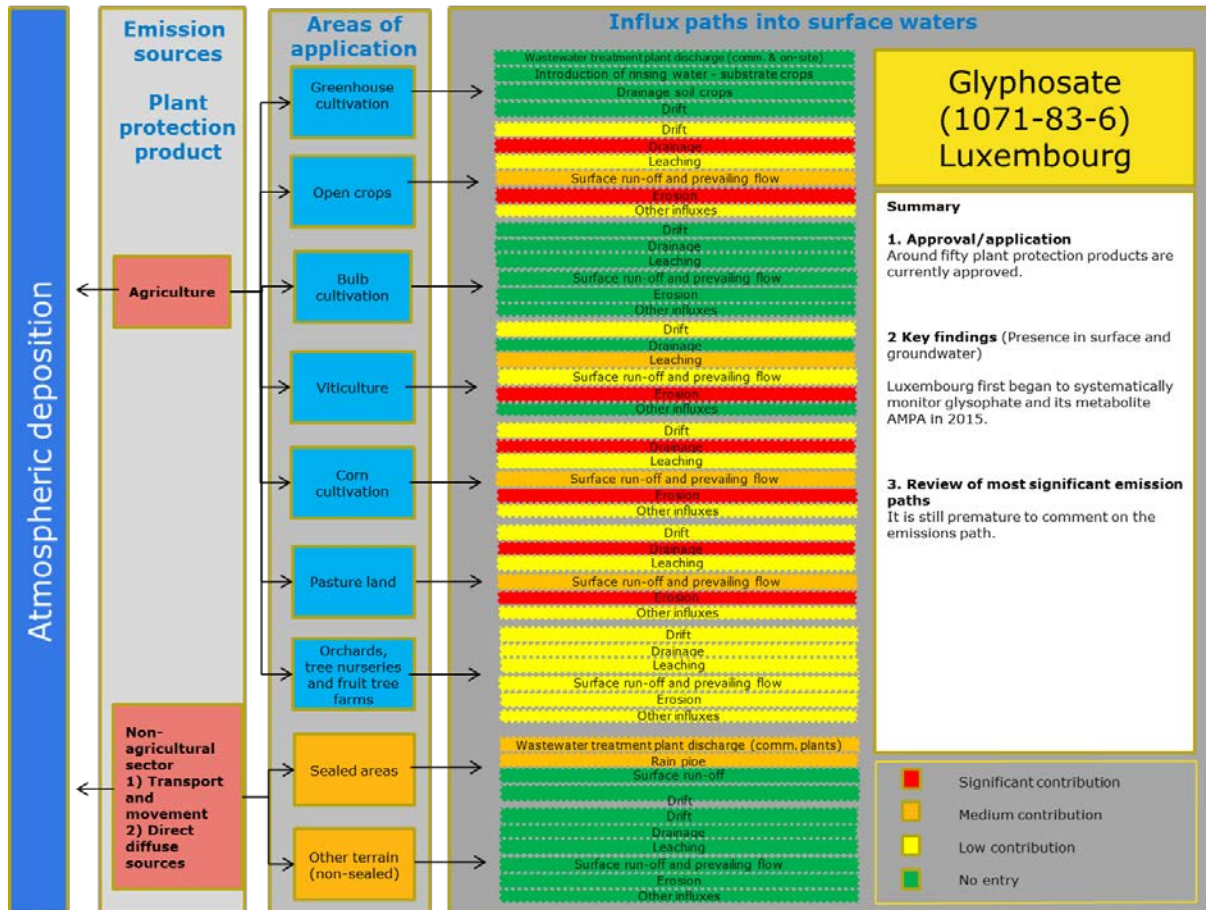 Atmospheric deposition
Emission
sources
Plant
protection
product
Agriculture
Non-
agricultural
sector
1) Transport
and
movement
2) Direct
diffuse
sources
Areas of
application
Greenhouse
cultivation
Open crops
Bulb
cultivation
Viticulture
Corn
cultivation
Pasture land
Orchards,
tree nurseries
and fruit tree
farms
Sealed areas
Other terrain
(non-sealed)
Influx paths into surface waters
Wastewater treatment plant discharge (comm. & on-site)
Introduction of rinsing water - substrate crops
Drainage soil crops
Drift
Drift
Drainage
Leaching
Surface run-off and prevailing flow
Erosion
Other influxes
Drift
Drainage
Leaching
Surface run-off and prevailing flow
Erosion
Other influxes
Drift
Drainage
Leaching
Surface run-off and prevailing flow
Erosion
Other influxes
Drift
Drainage
Leaching
Surface run-off and prevailing flow
Erosion
Other influxes
Drift
Drainage
Leaching
Surface run-off and prevailing flow
Erosion
Other influxes
Drift
Drainage
Leaching
Surface run-off and prevailing flow
Erosion
Other influxes
Wastewater treatment plant discharge (comm. plants)
Rain pipe
Surface run-off
Drift
Drift
Drainage
Leaching
Surface run-off and prevailing flow
Erosion
Other influxes
Glyphosate
(1071-83-6)
Luxembourg
Summary
1. Approval/application
Around fifty plant protection products are
currently approved.
2 Key findings (Presence in surface and
groundwater)
Luxembourg first began to systematically
monitor glysophate and its metabolite
AMPA in 2015.
3. Review of most significant emission
paths
It is still premature to comment on the
emissions path.
Significant contribution
Medium contribution
Low contribution
No entry